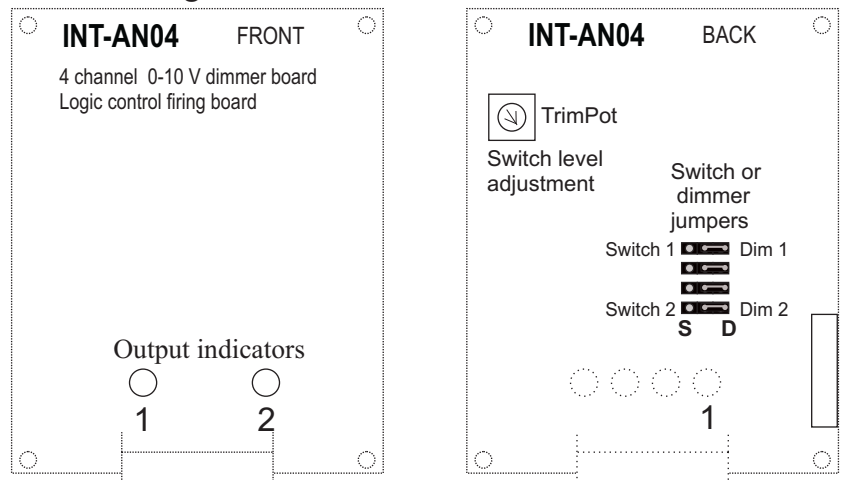 INT-AN04 FRONT
4 channel 0-10 V dimmer board
Logic control firing board
Output indicators
1 2
INT-AN04 BACK
TrimPot
Switch level
adjustment
Switch or
dimmer
jumpers
Switch 1 Dim 1
Switch 2 Dim 2
S D
1